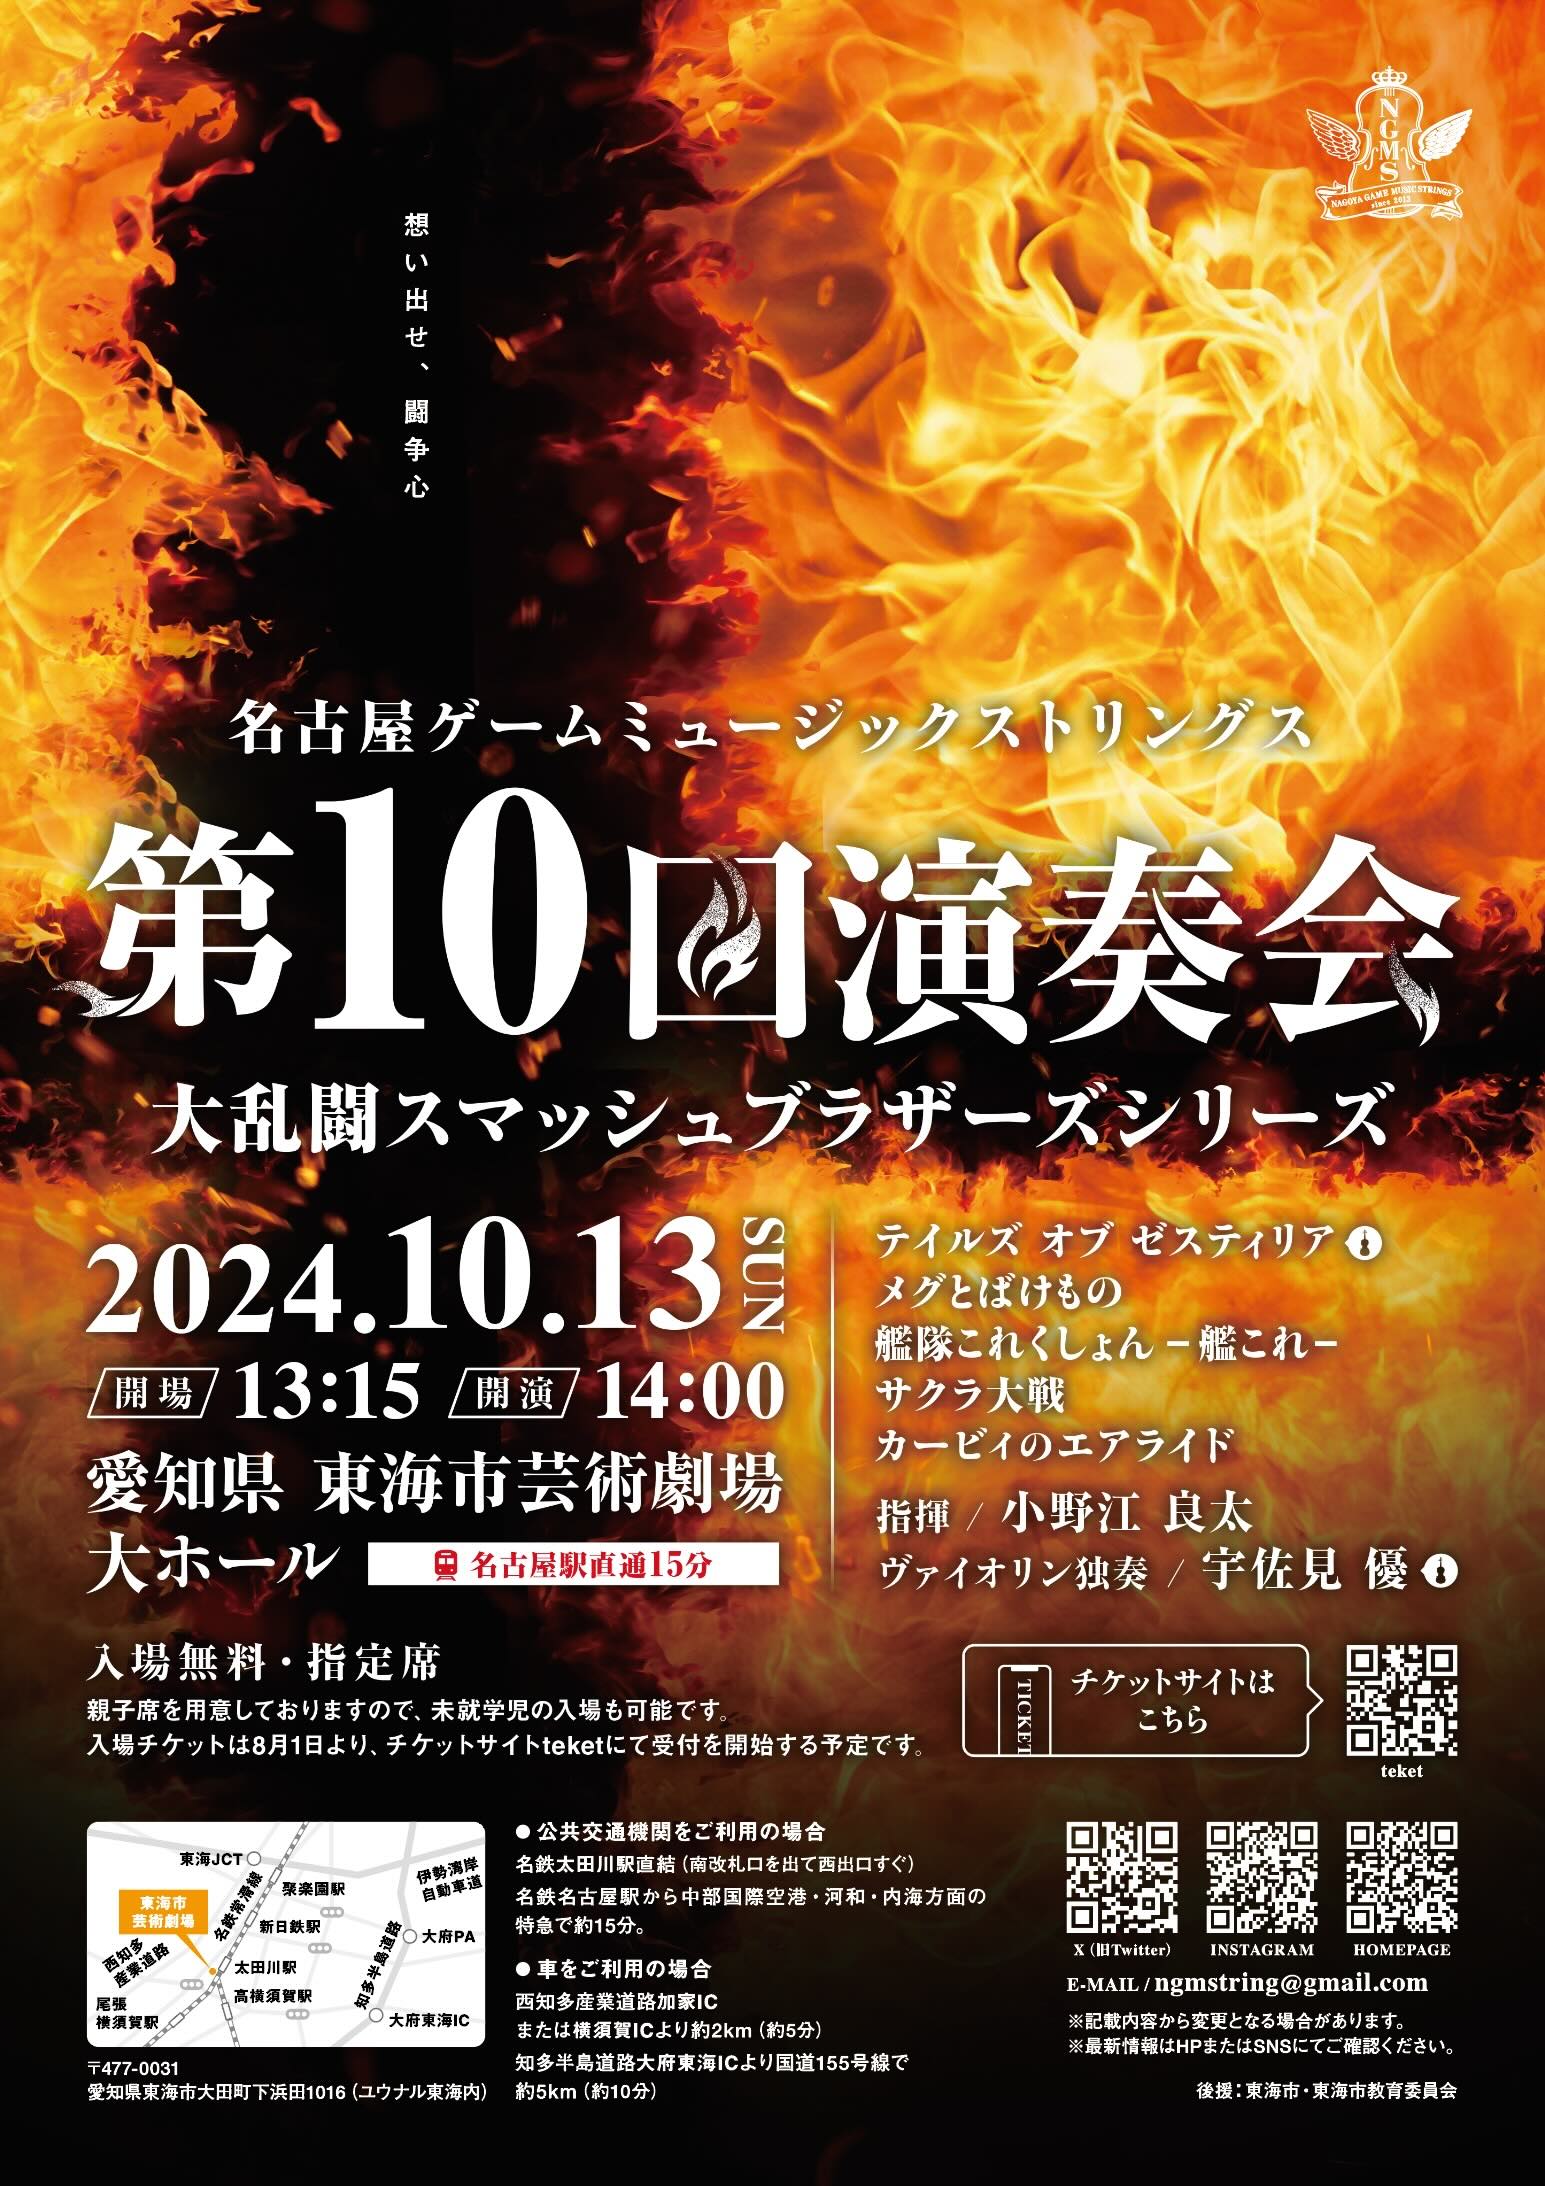 NGMS
NAGOYA GAME MUSIC STRINGS
since 2013
想い出せ、闘争心
名古屋ゲームミュージックストリングス
第10回演奏会
大乱闘スマッシュブラザーズシリーズ
2024.10.13 SUN
開場 13:15 開演 14:00
愛知県 東海市芸術劇場
大ホール 名古屋駅直通15分
テイルズ オブ ゼスティリア
メグとばけもの
艦隊これくしょん －艦これ－
サクラ大戦
カービィのエアライド
指揮 / 小野江 良太
ヴァイオリン独奏 / 宇佐見 優
入場無料・指定席
親子席を用意しておりますので、未就学児の入場も可能です。
入場チケットは8月1日より、チケットサイトteketにて受付を開始する予定です。
TICKET
チケットサイトは
こちら
teket
東海JCT
聚楽園駅
伊勢湾岸
自動車道
東海市
芸術劇場
名鉄常滑線
新日鉄駅
大府PA
西知多
産業道路
太田川駅
知多半島道路
高横須賀駅
尾張
横須賀駅
大府東海IC
〒477-0031
愛知県東海市大田町下浜田1016（ユウナル東海内）
● 公共交通機関をご利用の場合
名鉄太田川駅直結（南改札口を出て西出口すぐ）
名鉄名古屋駅から中部国際空港・河和・内海方面の
特急で約15分。
● 車をご利用の場合
西知多産業道路加家IC
または横須賀ICより約2km（約5分）
知多半島道路大府東海ICより国道155号線で
約5km（約10分）
X（旧Twitter）
INSTAGRAM
HOMEPAGE
E-MAIL / ngmstring@gmail.com
※記載内容から変更となる場合があります。
※最新情報はHPまたはSNSにてご確認ください。
後援：東海市・東海市教育委員会